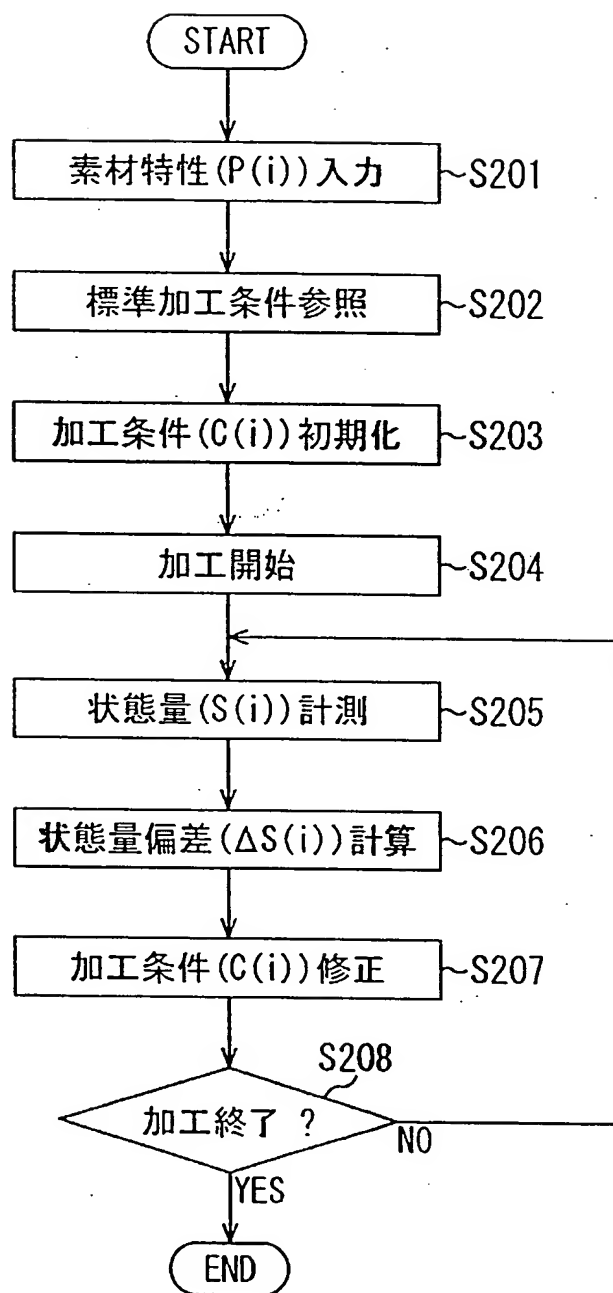 START
素材特性(P(i))入力 ~S201
標準加工条件参照 ~S202
加工条件(C(i))初期化 ~S203
加工開始 ~S204
状態量(S(i))計測 ~S205
状態量偏差(ΔS(i))計算 ~S206
加工条件(C(i))修正 ~S207
S208
加工終了 ?
NO
YES
END